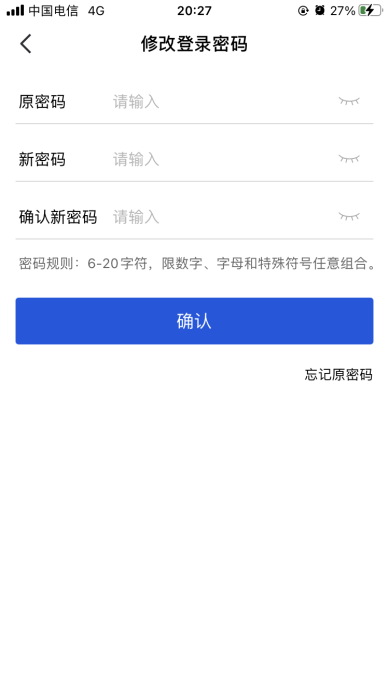 中国电信 4G 20:27 27%
修改登录密码
原密码 请输入
新密码 请输入
确认新密码 请输入
密码规则：6-20字符，限数字、字母和特殊符号任意组合。
确认
忘记原密码